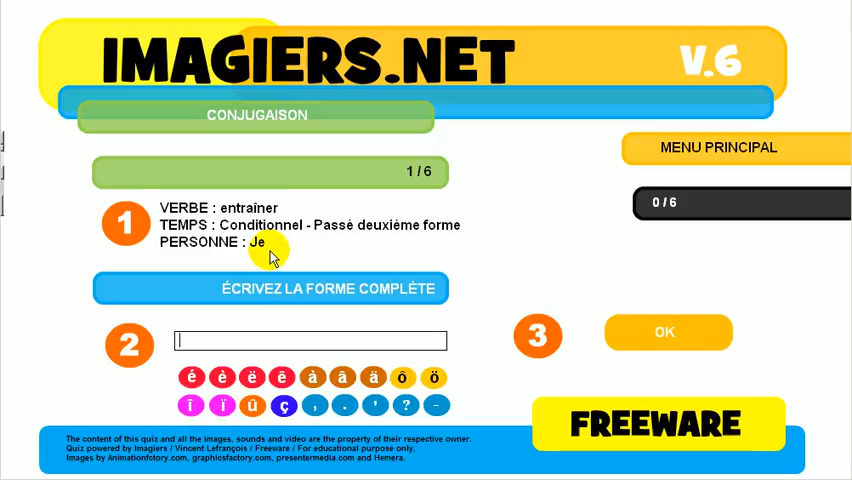 IMAGIERS.NET
V.6
CONJUGAISON
MENU PRINCIPAL
1 / 6
0 / 6
1
VERBE : entraîner
TEMPS : Conditionnel - Passé deuxième forme
PERSONNE : Je
ÉCRIVEZ LA FORME COMPLÈTE
2
3
OK
é è ë ê à â ä ô ö
î ï û ç , . ' ? -
FREEWARE
The content of this quiz and all the images, sounds and video are the property of their respective owner.
Quiz powered by Imagiers / Vincent Lefrançois / Freeware / For educational purpose only.
Images by Animationfctory.com, graphicsfactory.com, presentermedia.com and Hemera.